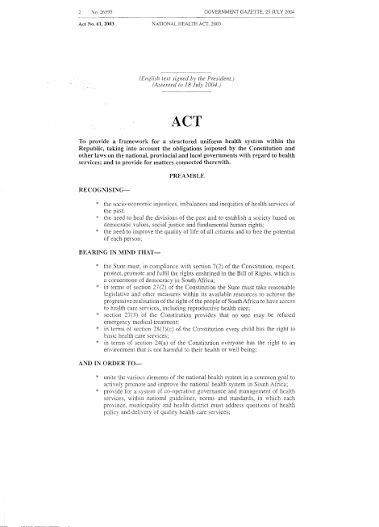 2 No. 26595 GOVERNMENT GAZETTE, 23 JULY 2004
Act No. 61, 2003 NATIONAL HEALTH ACT, 2003
(English text signed by the President.)
(Assented to 18 July 2004.)
ACT
To provide a framework for a structured uniform health system within the
Republic, taking into account the obligations imposed by the Constitution and
other laws on the national, provincial and local governments with regard to health
services; and to provide for matters connected therewith.
PREAMBLE
RECOGNISING—
* the socio-economic injustices, imbalances and inequities of health services of
the past;
* the need to heal the divisions of the past and to establish a society based on
democratic values, social justice and fundamental human rights;
* the need to improve the quality of life of all citizens and to free the potential
of each person;
BEARING IN MIND THAT—
* the State must, in compliance with section 7(2) of the Constitution, respect,
protect, promote and fulfil the rights enshrined in the Bill of Rights, which is
a cornerstone of democracy in South Africa;
* in terms of section 27(2) of the Constitution the State must take reasonable
legislative and other measures within its available resources to achieve the
progressive realisation of the right of the people of South Africa to have access
to health care services, including reproductive health care;
* section 27(3) of the Constitution provides that no one may be refused
emergency medical treatment;
* in terms of section 28(1)(c) of the Constitution every child has the right to
basic health care services;
* in terms of section 24(a) of the Constitution everyone has the right to an
environment that is not harmful to their health or well-being;
AND IN ORDER TO—
* unite the various elements of the national health system in a common goal to
actively promote and improve the national health system in South Africa;
* provide for a system of co-operative governance and management of health
services, within national guidelines, norms and standards, in which each
province, municipality and health district must address questions of health
policy and delivery of quality health care services;